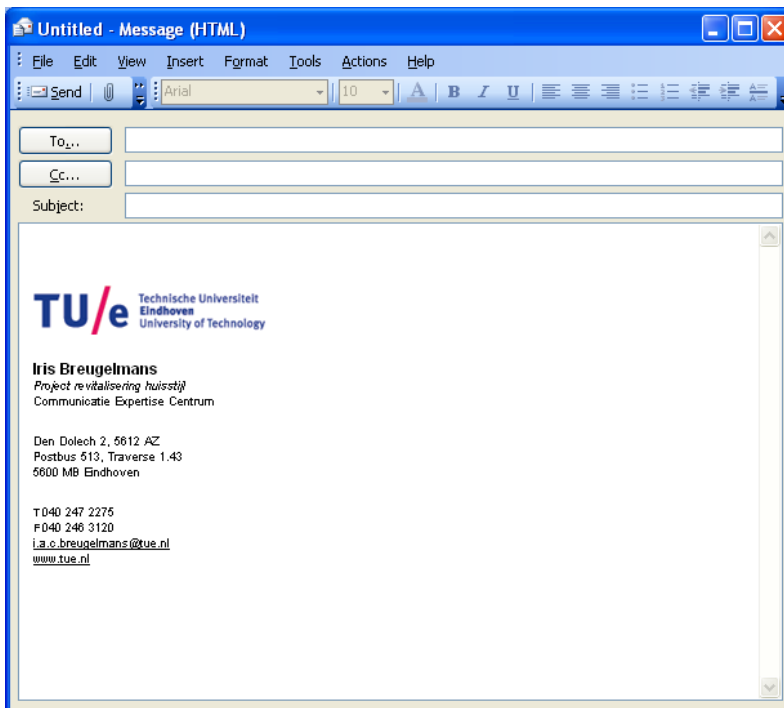 Untitled - Message (HTML)
File Edit View Insert Format Tools Actions Help
Send Arial 10 A B I U
To...
Cc...
Subject:
TU/e Technische Universiteit
Eindhoven
University of Technology
Iris Breugelmans
Project revitalisering huisstijl
Communicatie Expertise Centrum
Den Dolech 2, 5612 AZ
Postbus 513, Traverse 1.43
5600 MB Eindhoven
T 040 247 2275
F 040 246 3120
i.a.c.breugelmans@tue.nl
www.tue.nl